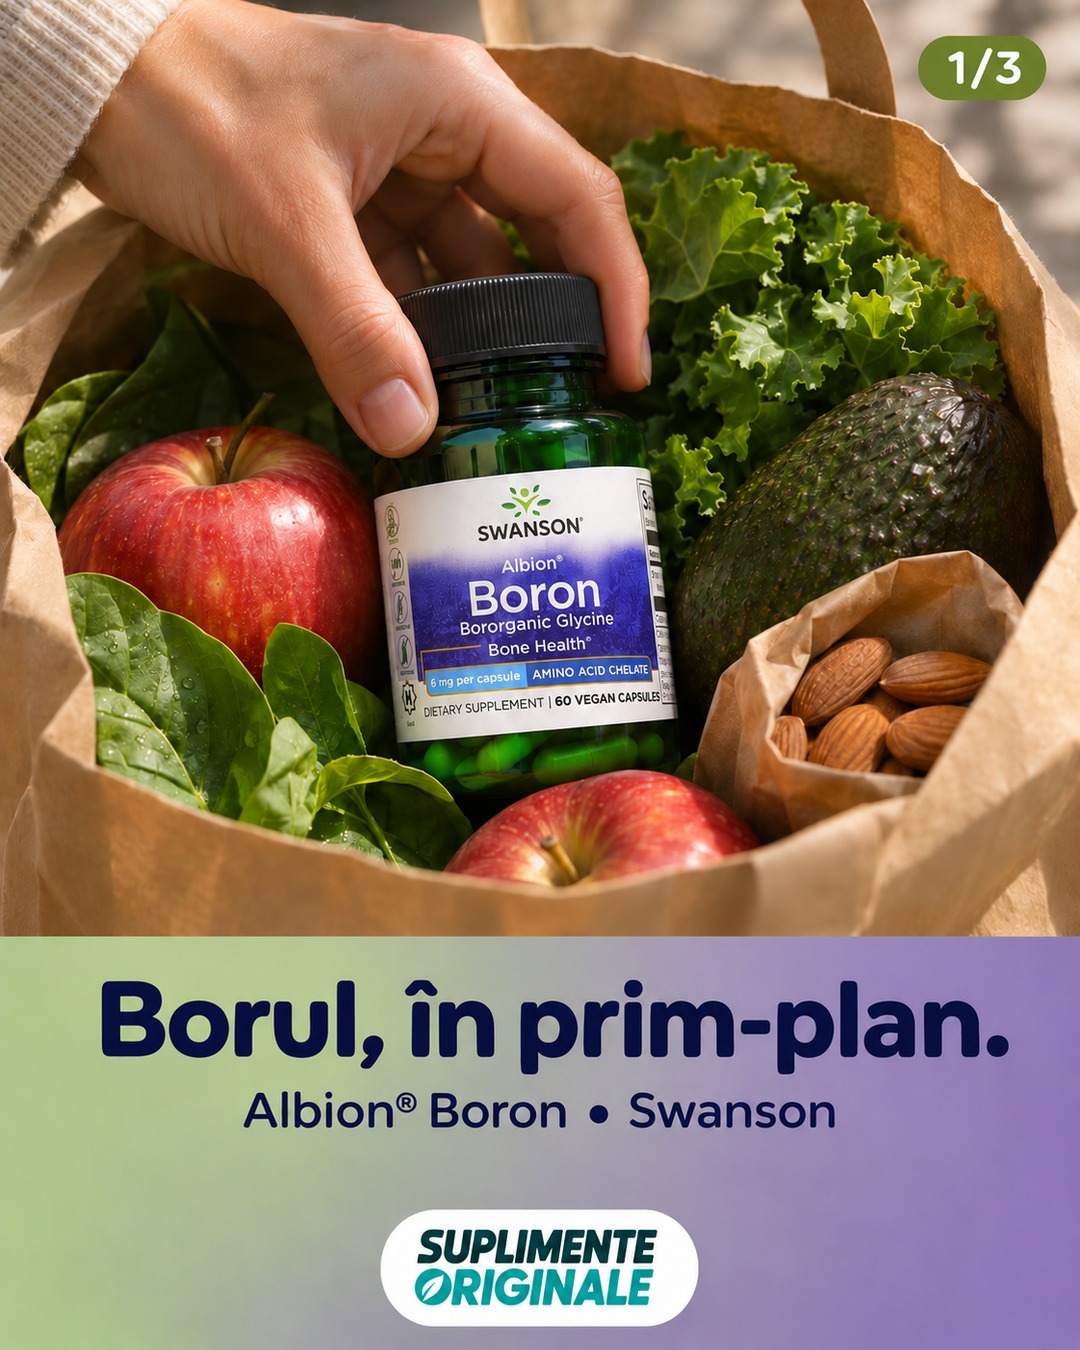 1/3
SWANSON®
Albion®
Boron
Bororganic Glycine
Bone Health®
6 mg per capsule AMINO ACID CHELATE
DIETARY SUPPLEMENT | 60 VEGAN CAPSULES
Borul, în prim-plan.
Albion® Boron • Swanson
SUPLIMENTE
ORIGINALE